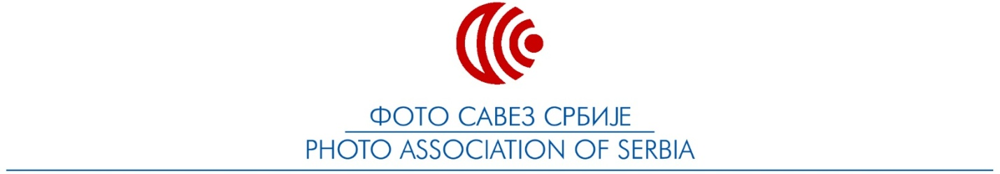 ФОТО САВЕЗ СРБИЈЕ
PHOTO ASSOCIATION OF SERBIA